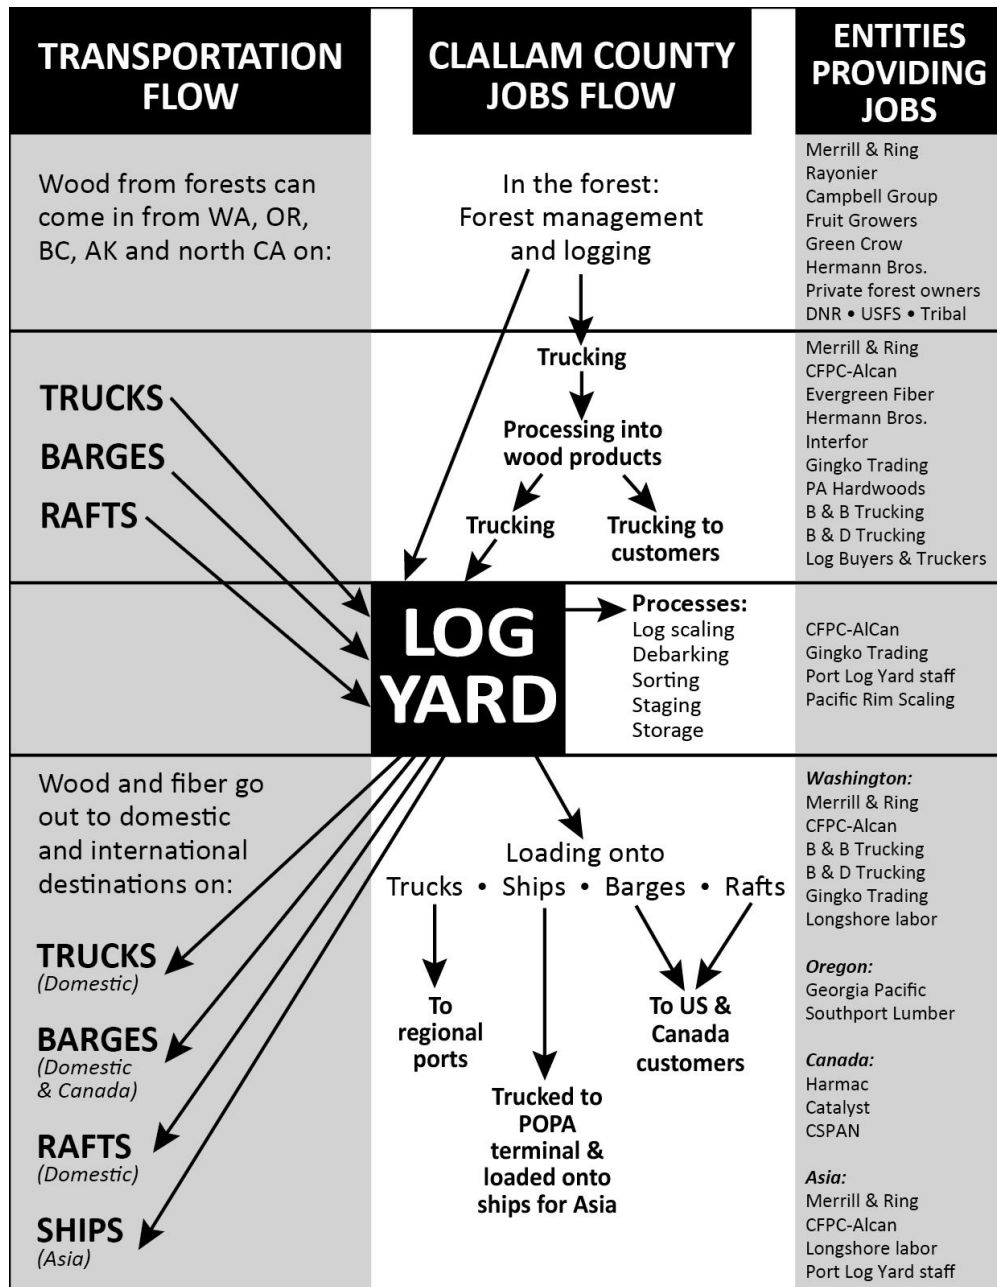 TRANSPORTATION
FLOW
CLALLAM COUNTY
JOBS FLOW
ENTITIES
PROVIDING
JOBS
Wood from forests can
come in from WA, OR,
BC, AK and north CA on:
In the forest:
Forest management
and logging
Merrill & Ring
Rayonier
Campbell Group
Fruit Growers
Green Crow
Hermann Bros.
Private forest owners
DNR • USFS • Tribal
TRUCKS
BARGES
RAFTS
Trucking
Processing into
wood products
Trucking
Trucking to
customers
Merrill & Ring
CFPC-Alcan
Evergreen Fiber
Hermann Bros.
Interfor
Gingko Trading
PA Hardwoods
B & B Trucking
B & D Trucking
Log Buyers & Truckers
LOG
YARD
Processes:
Log scaling
Debarking
Sorting
Staging
Storage
CFPC-AlCan
Gingko Trading
Port Log Yard staff
Pacific Rim Scaling
Wood and fiber go
out to domestic
and international
destinations on:
TRUCKS
(Domestic)
BARGES
(Domestic
& Canada)
RAFTS
(Domestic)
SHIPS
(Asia)
Loading onto
Trucks • Ships • Barges • Rafts
To
regional
ports
Trucked to
POPA
terminal &
loaded onto
ships for Asia
To US &
Canada
customers
Washington:
Merrill & Ring
CFPC-Alcan
B & B Trucking
B & D Trucking
Gingko Trading
Longshore labor
Oregon:
Georgia Pacific
Southport Lumber
Canada:
Harmac
Catalyst
CSPAN
Asia:
Merrill & Ring
CFPC-Alcan
Longshore labor
Port Log Yard staff